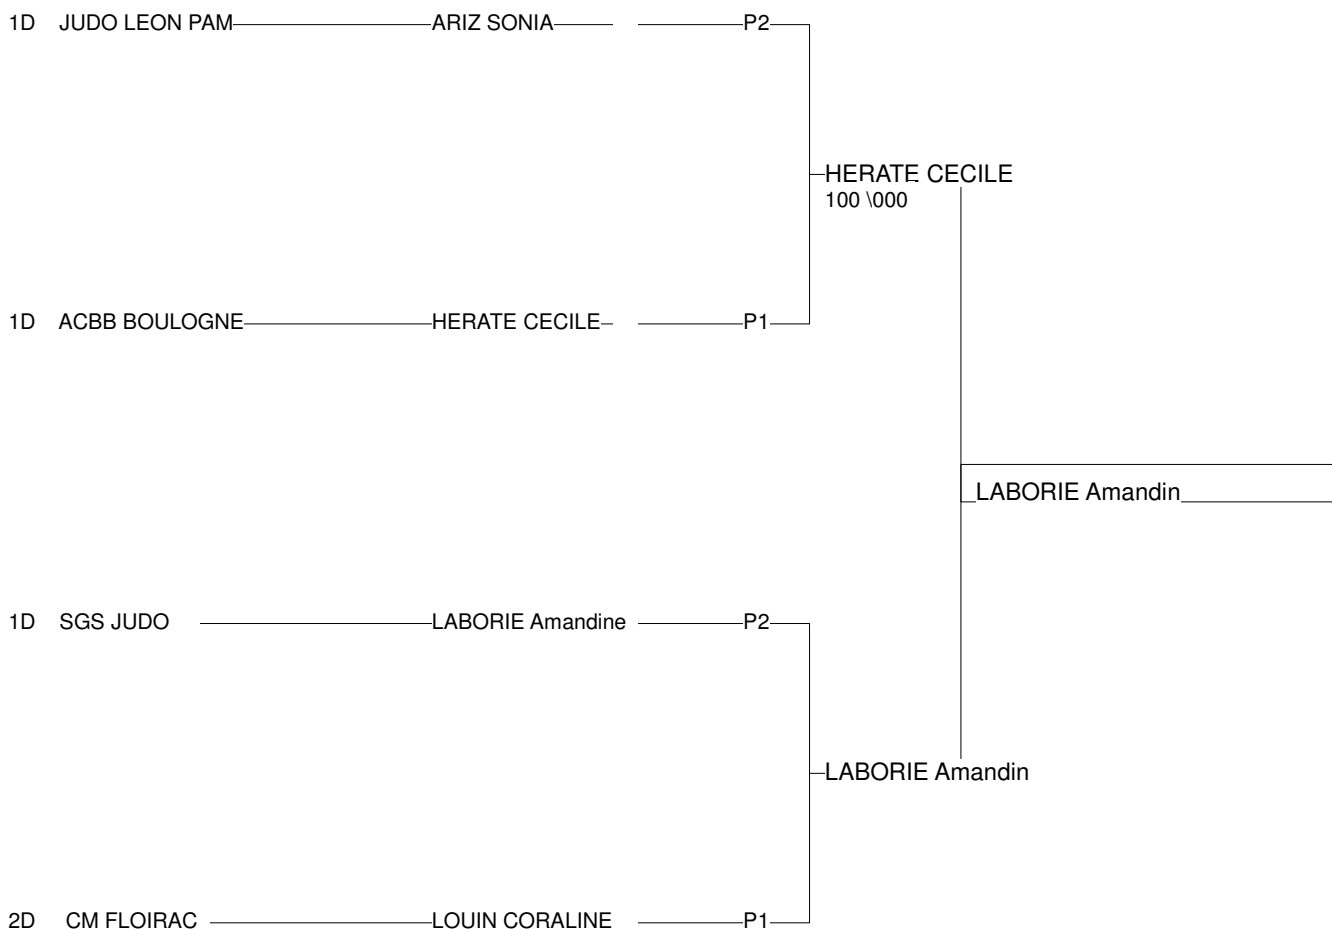 1D JUDO LEON PAM ARIZ SONIA P2
HERATE CECILE
100 \000
1D ACBB BOULOGNE HERATE CECILE P1
LABORIE Amandin
1D SGS JUDO LABORIE Amandine P2
LABORIE Amandin
2D CM FLOIRAC LOUIN CORALINE P1